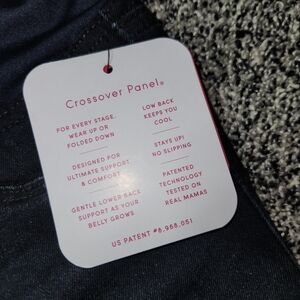 Crossover Panel®
FOR EVERY STAGE,
WEAR UP OR
FOLDED DOWN
DESIGNED FOR
ULTIMATE SUPPORT
& COMFORT
GENTLE LOWER BACK
SUPPORT AS YOUR
BELLY GROWS
LOW BACK
KEEPS YOU
COOL
STAYS UP!
NO SLIPPING
PATENTED
TECHNOLOGY
TESTED ON
REAL MAMAS
US PATENT #8,968,051